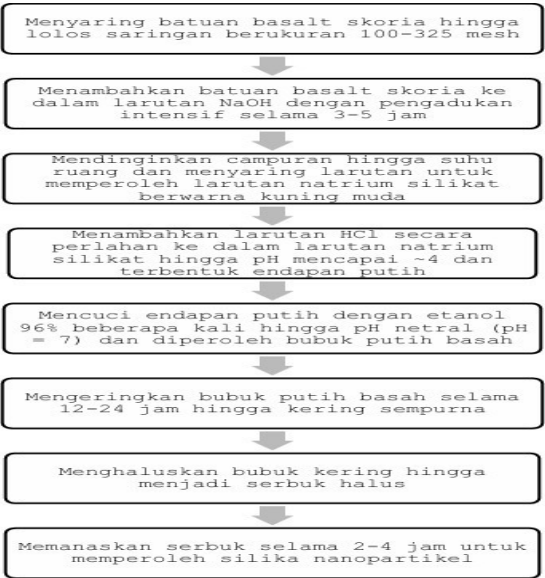 Menyaring batuan basalt skoria hingga
lolos saringan berukuran 100-325 mesh
Menambahkan batuan basalt skoria ke
dalam larutan NaOH dengan pengadukan
intensif selama 3-5 jam
Mendinginkan campuran hingga suhu
ruang dan menyaring larutan untuk
memperoleh larutan natrium silikat
berwarna kuning muda
Menambahkan larutan HCl secara
perlahan ke dalam larutan natrium
silikat hingga pH mencapai ~4 dan
terbentuk endapan putih
Mencuci endapan putih dengan etanol
96% beberapa kali hingga pH netral (pH
= 7) dan diperoleh bubuk putih basah
Mengeringkan bubuk putih basah selama
12-24 jam hingga kering sempurna
Menghaluskan bubuk kering hingga
menjadi serbuk halus
Memanaskan serbuk selama 2-4 jam untuk
memperoleh silika nanopartikel